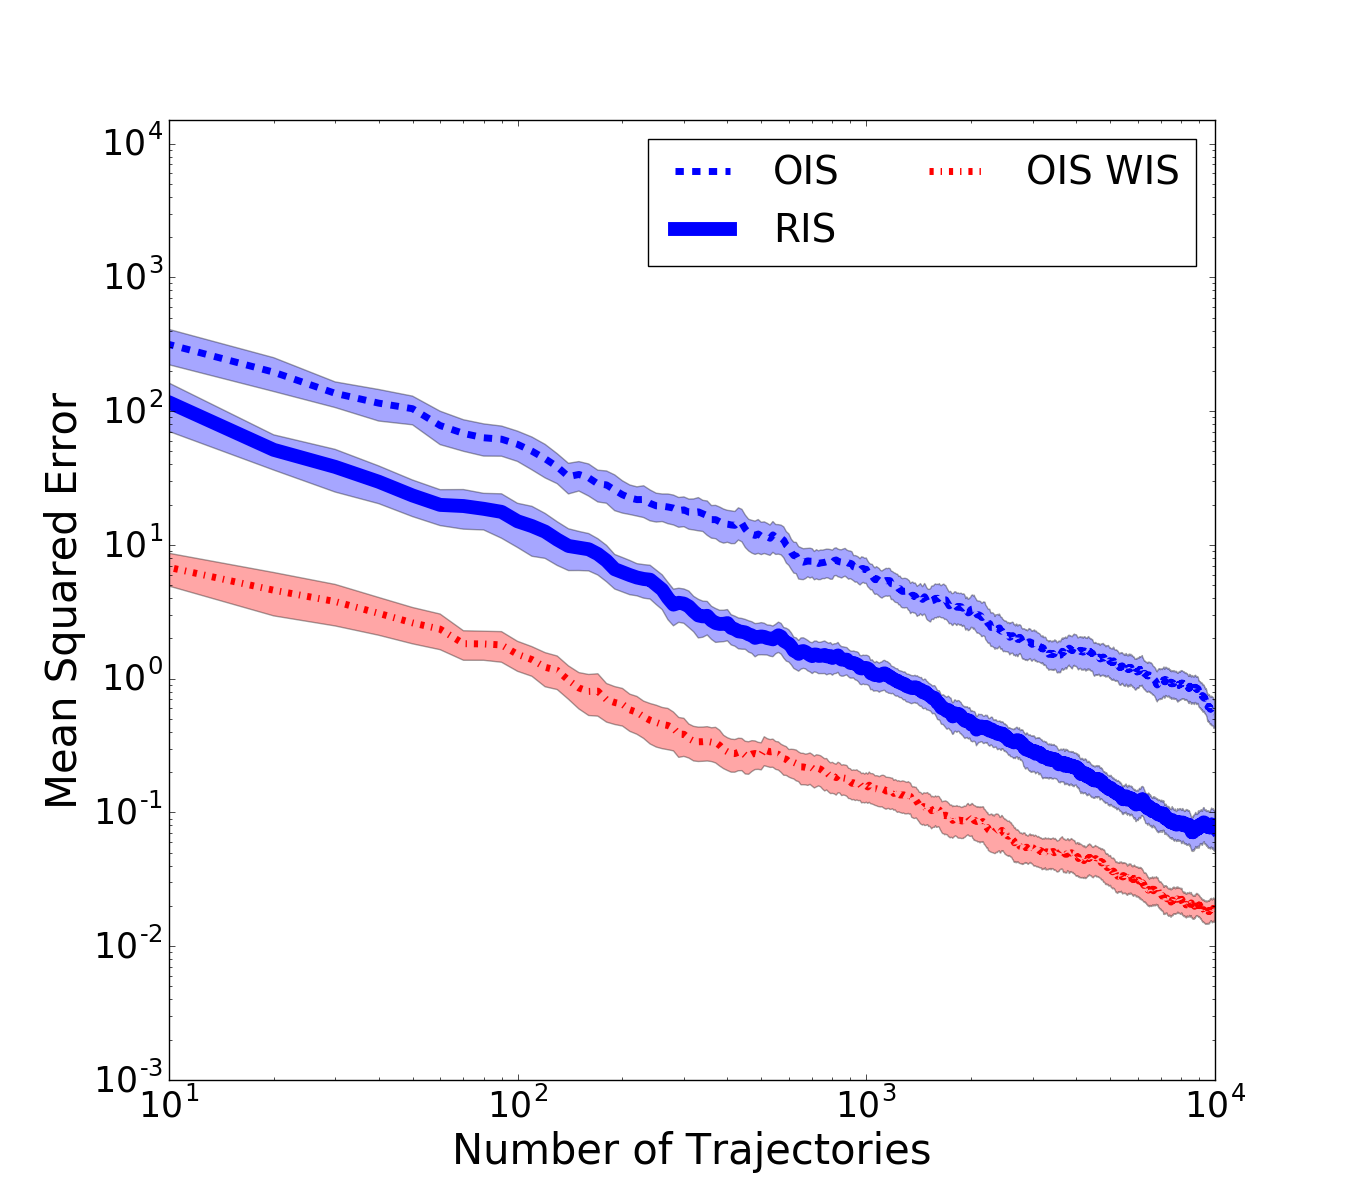 10^4
10^3
10^2
10^1
10^0
10^-1
10^-2
10^-3
Mean Squared Error
OIS
RIS
OIS WIS
10^1
10^2
10^3
10^4
Number of Trajectories